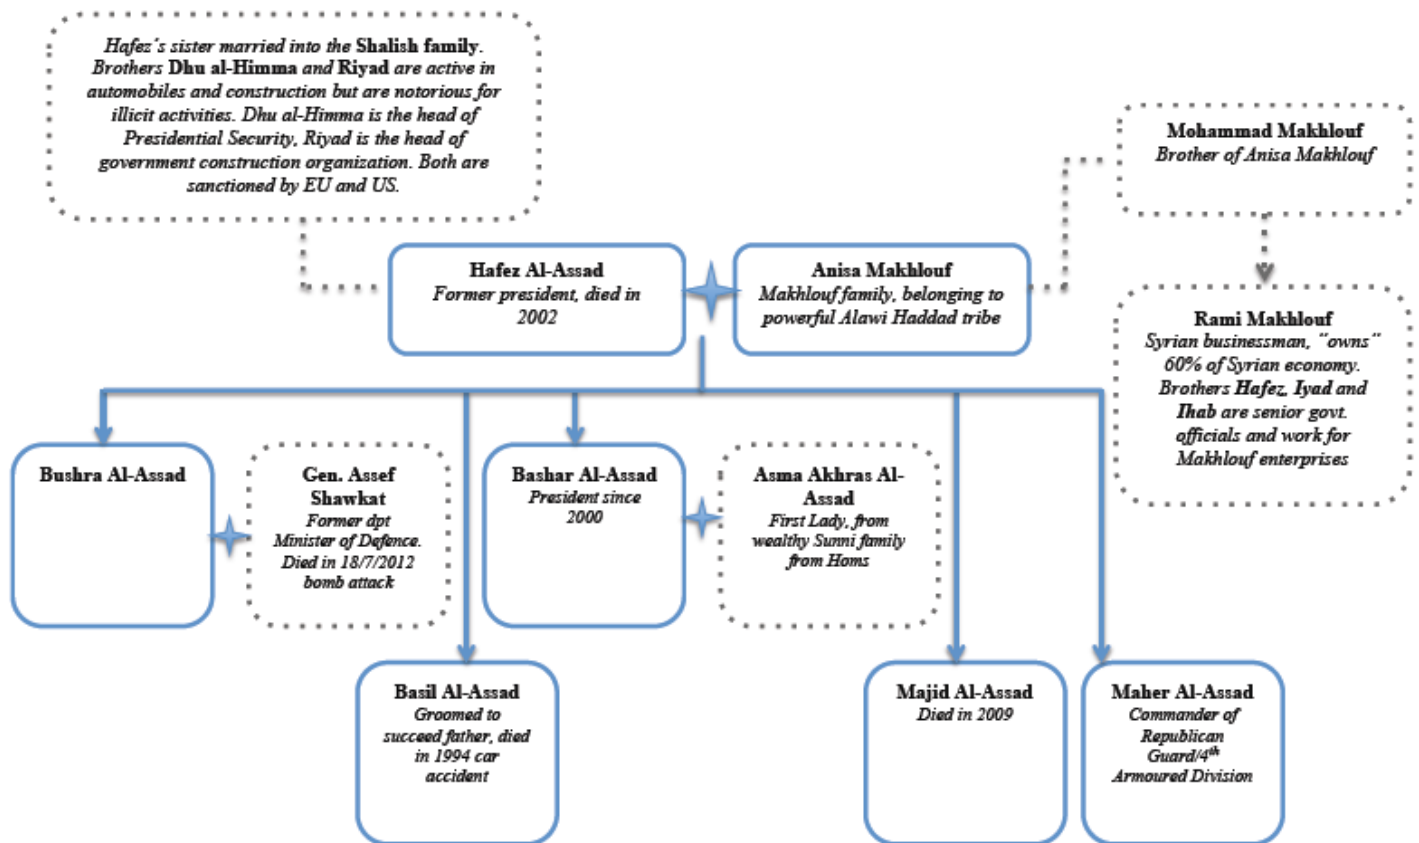 Hafez´s sister married into the Shalish family.
Brothers Dhu al-Himma and Riyad are active in
automobiles and construction but are notorious for
illicit activities. Dhu al-Himma is the head of
Presidential Security, Riyad is the head of
government construction organization. Both are
sanctioned by EU and US.
Mohammad Makhlouf
Brother of Anisa Makhlouf
Hafez Al-Assad
Former president, died in
2002
Anisa Makhlouf
Makhlouf family, belonging to
powerful Alawi Haddad tribe
Rami Makhlouf
Syrian businessman, “owns”
60% of Syrian economy.
Brothers Hafez, Iyad and
Ihab are senior govt.
officials and work for
Makhlouf enterprises
Bushra Al-Assad
Gen. Assef
Shawkat
Former dpt
Minister of Defence.
Died in 18/7/2012
bomb attack
Bashar Al-Assad
President since
2000
Asma Akhras Al-
Assad
First Lady, from
wealthy Sunni family
from Homs
Basil Al-Assad
Groomed to
succeed father, died
in 1994 car
accident
Majid Al-Assad
Died in 2009
Maher Al-Assad
Commander of
Republican
Guard/4th
Armoured Division